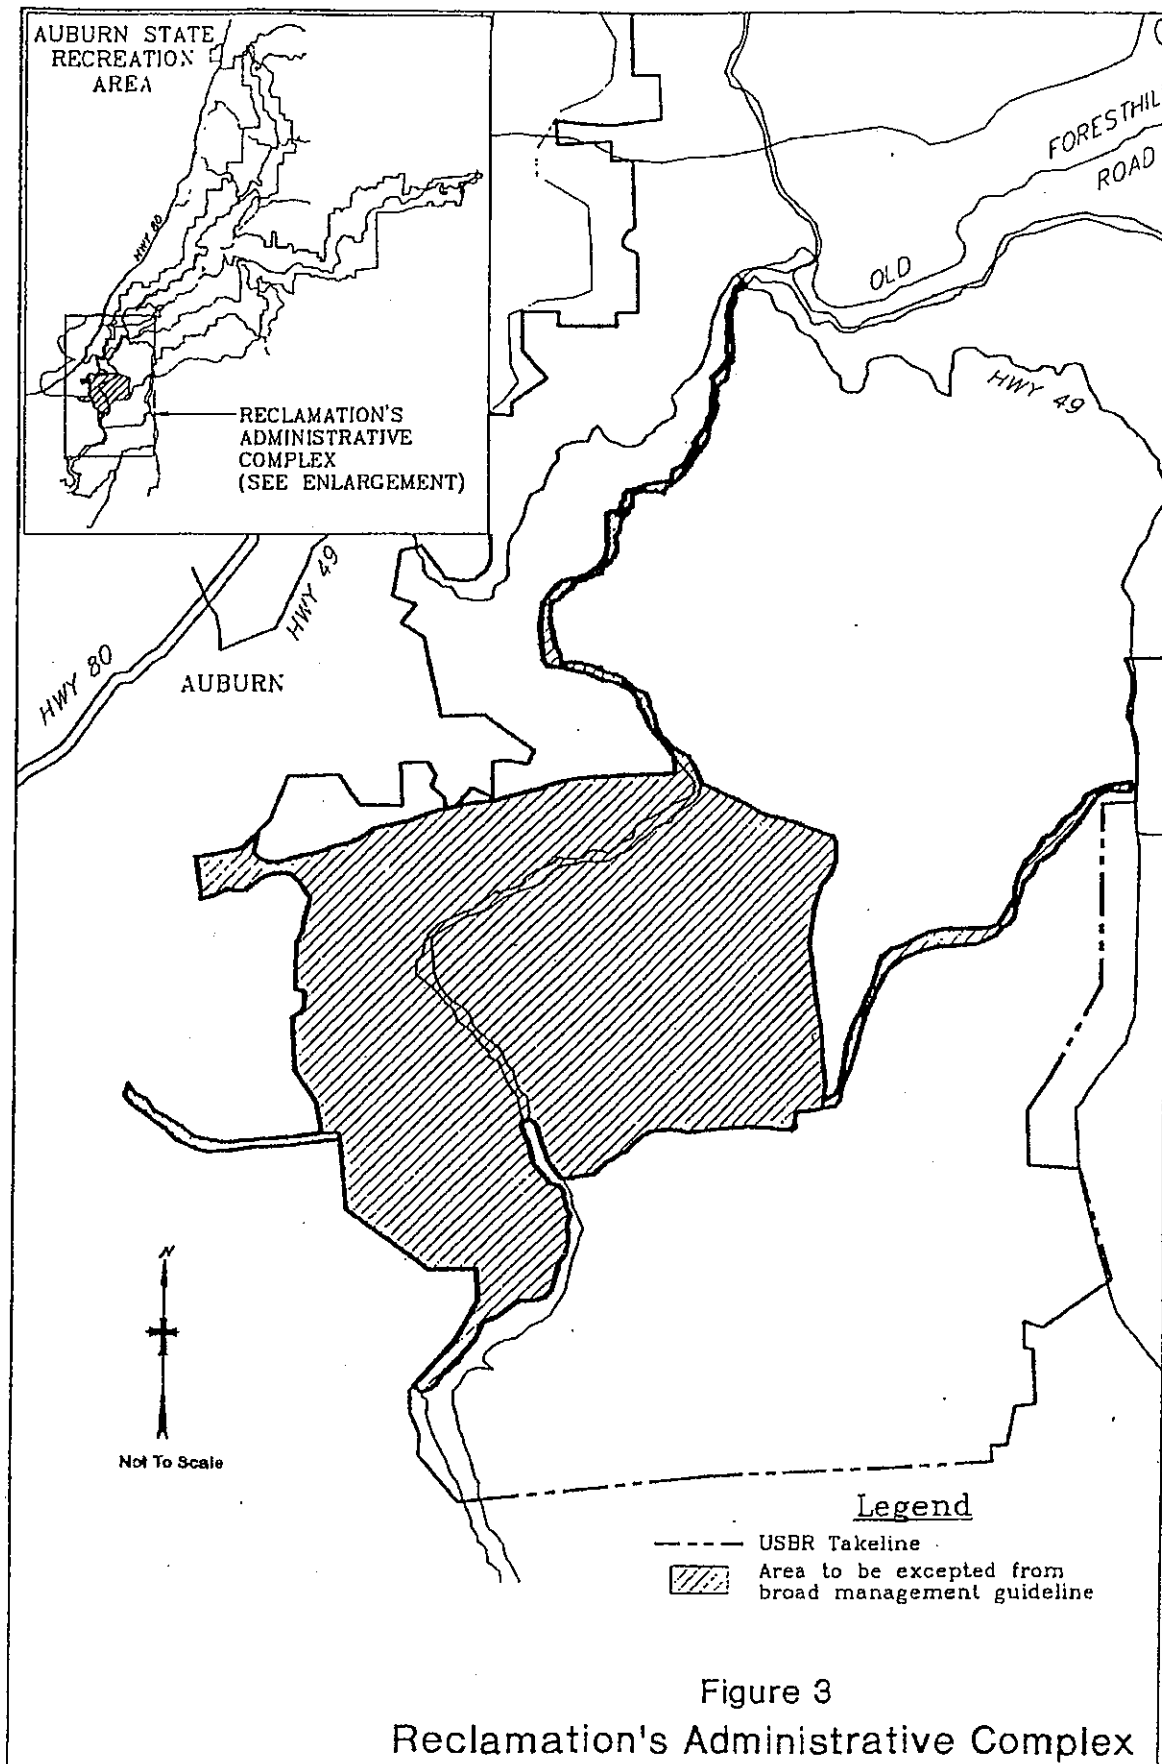 AUBURN STATE
RECREATION
AREA
HWY 80
RECLAMATION'S
ADMINISTRATIVE
COMPLEX
(SEE ENLARGEMENT)
FORESTHIL
ROAD
OLD
HWY 49
HWY 49
HWY 80
AUBURN
N
Not To Scale
Legend
USBR Takeline
Area to be excepted from
broad management guideline
Figure 3
Reclamation's Administrative Complex